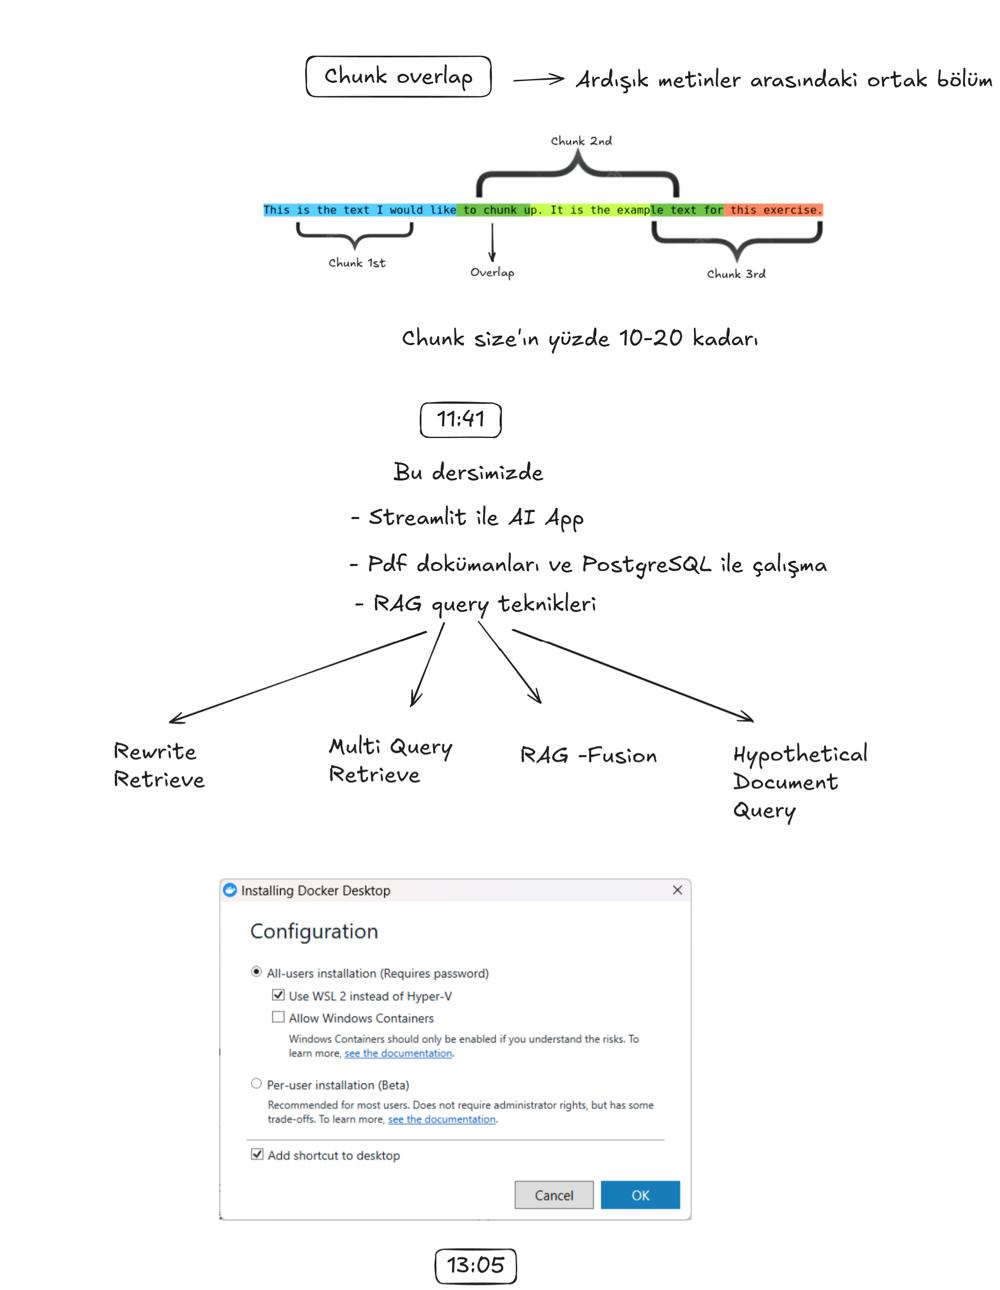 Chunk overlap
Ardışık metinler arasındaki ortak bölüm
Chunk 2nd
This is the text I would like to chunk up. It is the example text for this exercise.
Chunk 1st
Overlap
Chunk 3rd
Chunk size'ın yüzde 10-20 kadarı
11:41
Bu dersimizde
- Streamlit ile AI App
- Pdf dokümanları ve PostgreSQL ile çalışma
- RAG query teknikleri
Rewrite
Retrieve
Multi Query
Retrieve
RAG -Fusion
Hypothetical
Document
Query
Installing Docker Desktop
Configuration
All-users installation (Requires password)
Use WSL 2 instead of Hyper-V
Allow Windows Containers
Windows Containers should only be enabled if you understand the risks. To
learn more, see the documentation.
Per-user installation (Beta)
Recommended for most users. Does not require administrator rights, but has some
trade-offs. To learn more, see the documentation.
Add shortcut to desktop
Cancel
OK
13:05